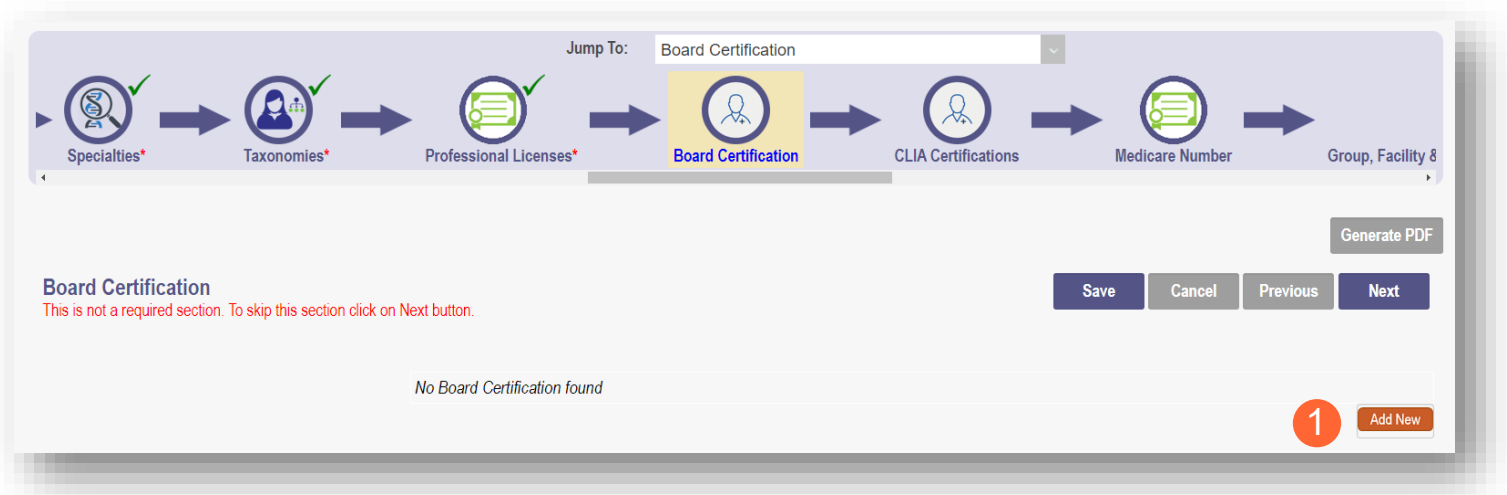 Jump To: Board Certification
Specialties* Taxonomies* Professional Licenses* Board Certification CLIA Certifications Medicare Number Group, Facility &
Generate PDF
Board Certification Save Cancel Previous Next
This is not a required section. To skip this section click on Next button.
No Board Certification found
1 Add New